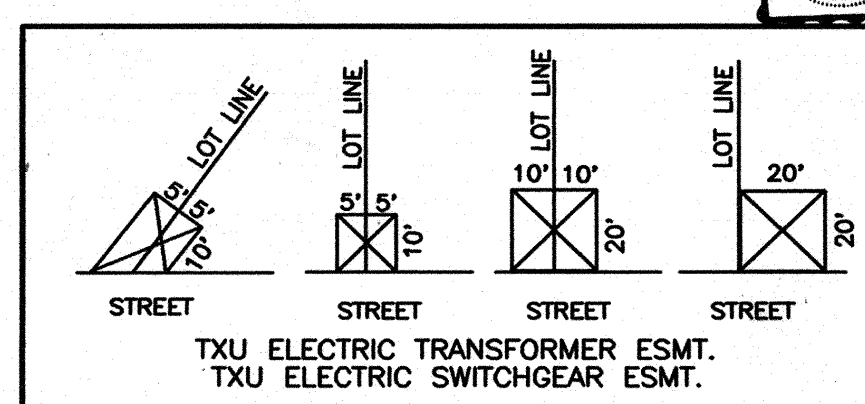 LOT LINE
5'
5'
10'
STREET
LOT LINE
5' 5'
10'
STREET
LOT LINE
10' 10'
20'
STREET
LOT LINE
20'
20'
STREET
TXU ELECTRIC TRANSFORMER ESMT.
TXU ELECTRIC SWITCHGEAR ESMT.